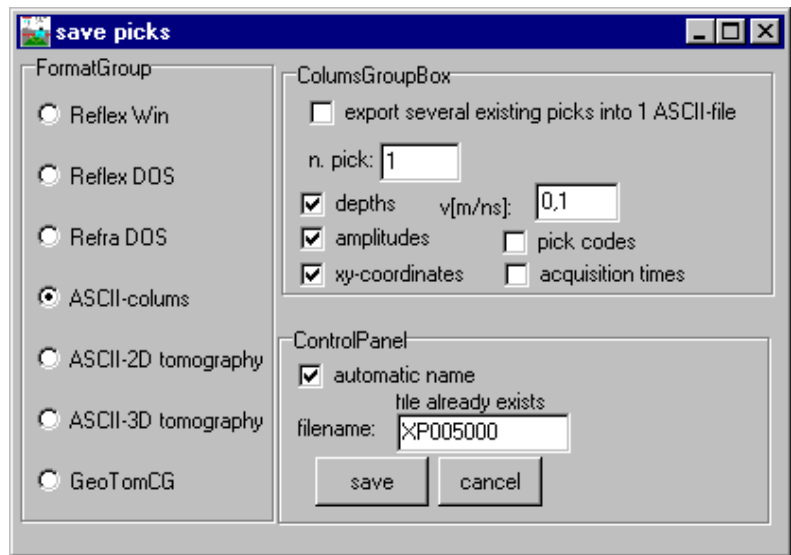 save picks
FormatGroup
Reflex Win
Reflex DOS
Refra DOS
ASCII-colums
ASCII-2D tomography
ASCII-3D tomography
GeoTomCG
ColumsGroupBox
export several existing picks into 1 ASCII-file
n. pick: 1
depths v[m/ns]: 0,1
amplitudes pick codes
xy-coordinates acquisition times
ControlPanel
automatic name
file already exists
filename: XP005000
save cancel